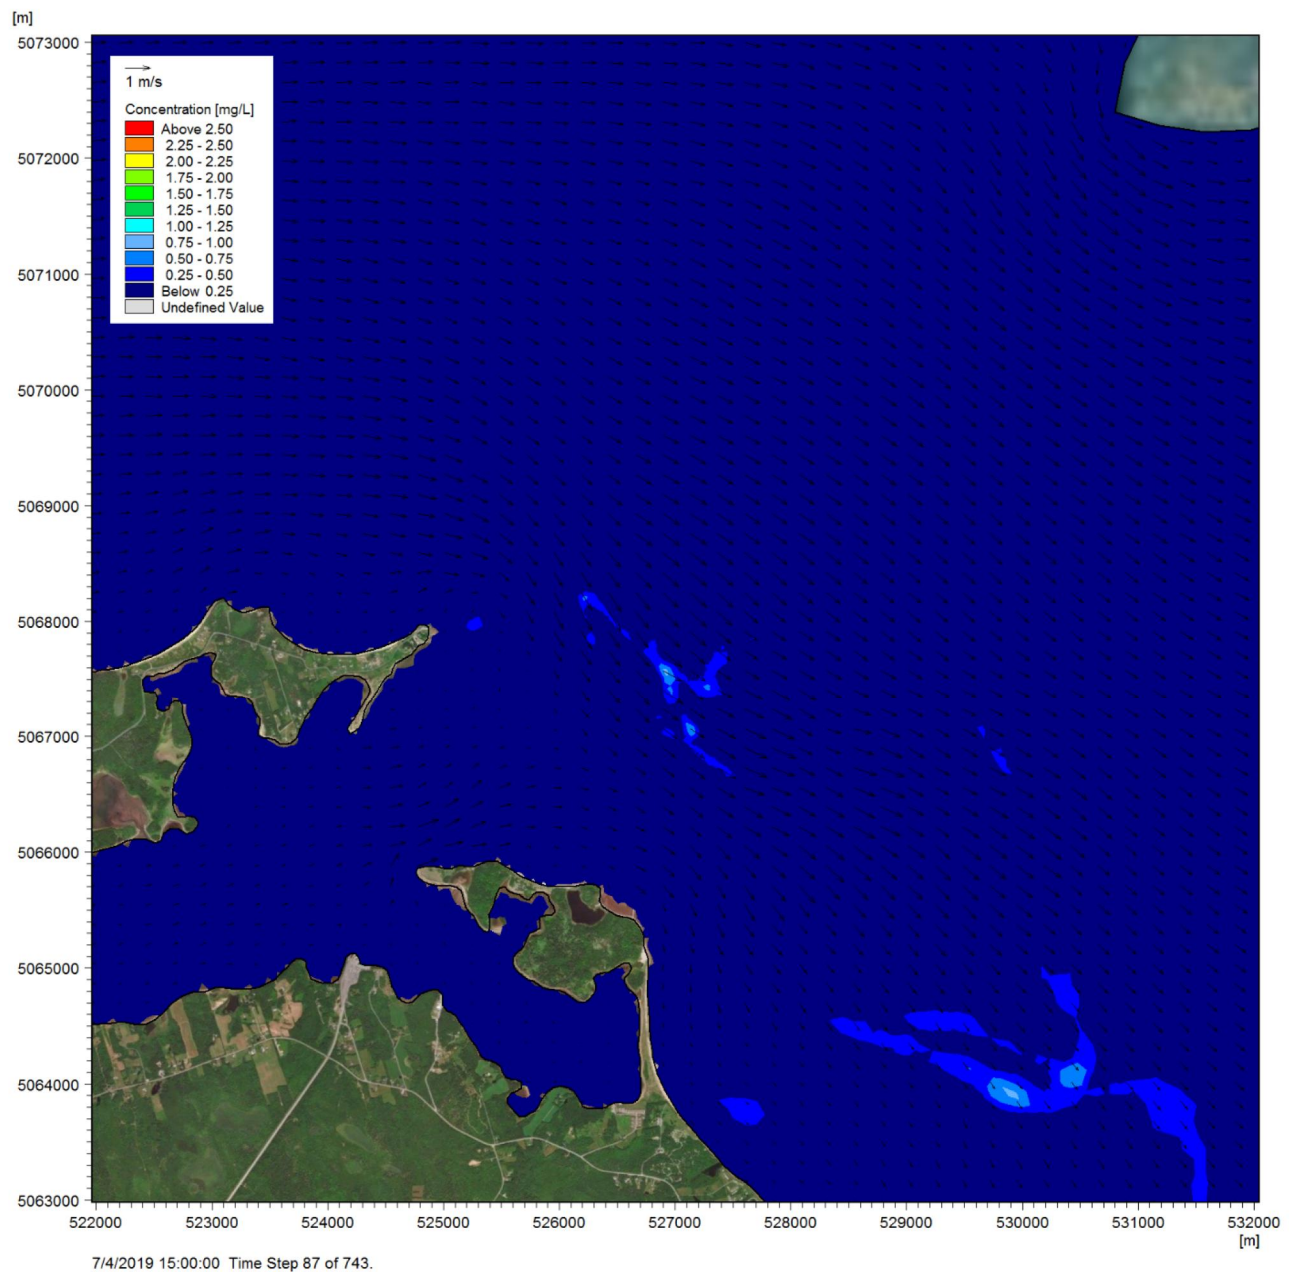 [m]
5073000
5072000
5071000
5070000
5069000
5068000
5067000
5066000
5065000
5064000
5063000
1 m/s
Concentration [mg/L]
Above 2.50
2.25 - 2.50
2.00 - 2.25
1.75 - 2.00
1.50 - 1.75
1.25 - 1.50
1.00 - 1.25
0.75 - 1.00
0.50 - 0.75
0.25 - 0.50
Below 0.25
Undefined Value
522000 523000 524000 525000 526000 527000 528000 529000 530000 531000 532000
[m]
7/4/2019 15:00:00 Time Step 87 of 743.